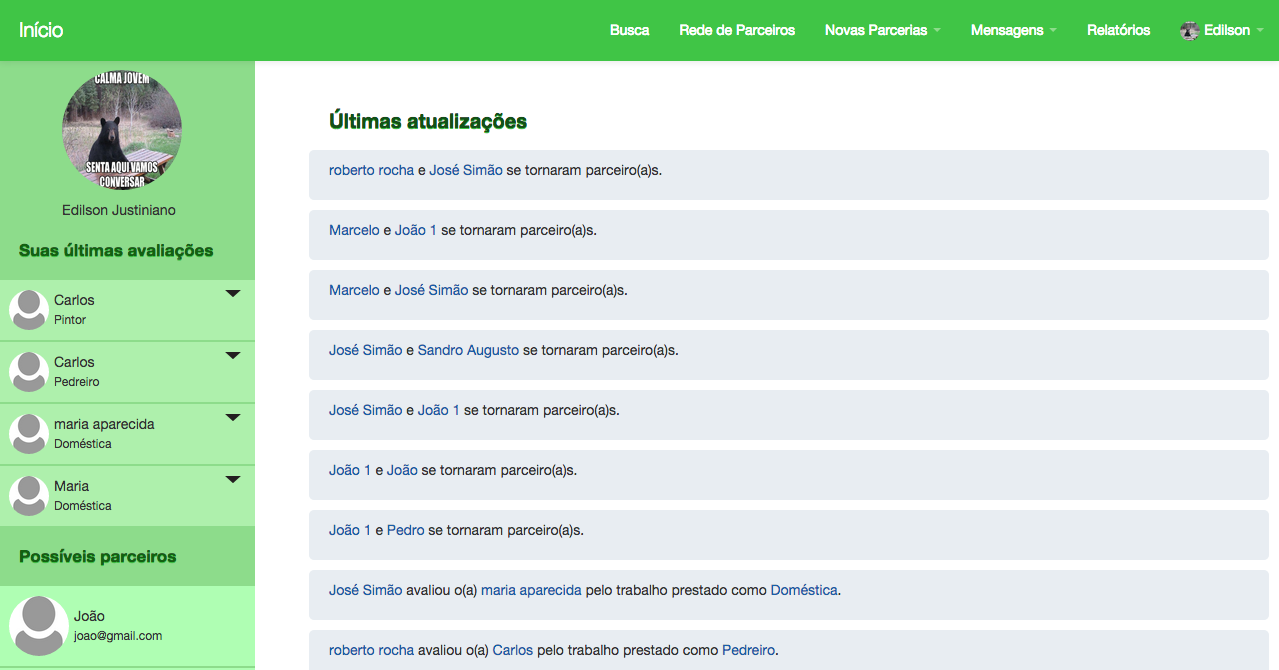 Início
Busca Rede de Parceiros Novas Parcerias Mensagens Relatórios Edilson
CALMA JOVEM
SENTA AQUI VAMOS
CONVERSAR
Edilson Justiniano
Suas últimas avaliações
Carlos
Pintor
Carlos
Pedreiro
maria aparecida
Doméstica
Maria
Doméstica
Possíveis parceiros
João
joao@gmail.com
Últimas atualizações
roberto rocha e José Simão se tornaram parceiro(a)s.
Marcelo e João 1 se tornaram parceiro(a)s.
Marcelo e José Simão se tornaram parceiro(a)s.
José Simão e Sandro Augusto se tornaram parceiro(a)s.
José Simão e João 1 se tornaram parceiro(a)s.
João 1 e João se tornaram parceiro(a)s.
João 1 e Pedro se tornaram parceiro(a)s.
José Simão avaliou o(a) maria aparecida pelo trabalho prestado como Doméstica.
roberto rocha avaliou o(a) Carlos pelo trabalho prestado como Pedreiro.